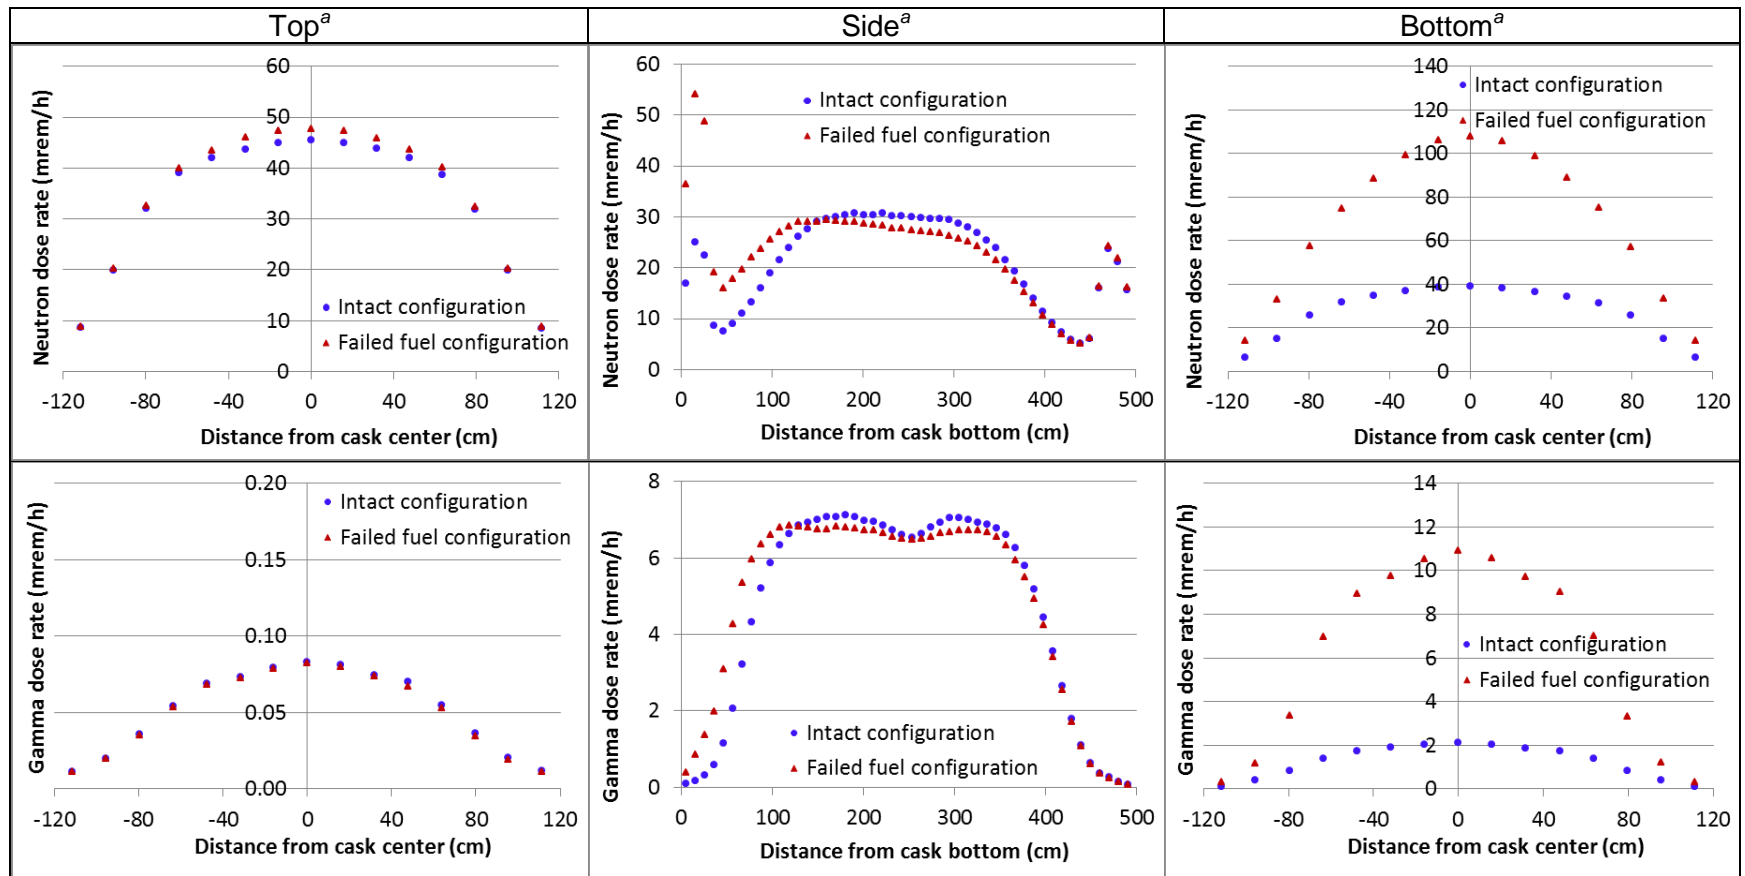 Topᵃ
Sideᵃ
Bottomᵃ
60
50
40
30
20
10
0
-120 -80 -40 0 40 80 120
Neutron dose rate (mrem/h)
Distance from cask center (cm)
Intact configuration
Failed fuel configuration
60
50
40
30
20
10
0
0 100 200 300 400 500
Neutron dose rate (mrem/h)
Distance from cask bottom (cm)
Intact configuration
Failed fuel configuration
140
120
100
80
60
40
20
0
-120 -80 -40 0 40 80 120
Neutron dose rate (mrem/h)
Distance from cask center (cm)
Intact configuration
Failed fuel configuration
0.20
0.15
0.10
0.05
0.00
-120 -80 -40 0 40 80 120
Gamma dose rate (mrem/h)
Distance from cask center (cm)
Intact configuration
Failed fuel configuration
8
6
4
2
0
0 100 200 300 400 500
Gamma dose rate (mrem/h)
Distance from cask bottom (cm)
Intact configuration
Failed fuel configuration
14
12
10
8
6
4
2
0
-120 -80 -40 0 40 80 120
Gamma dose rate (mrem/h)
Distance from cask center (cm)
Intact configuration
Failed fuel configuration